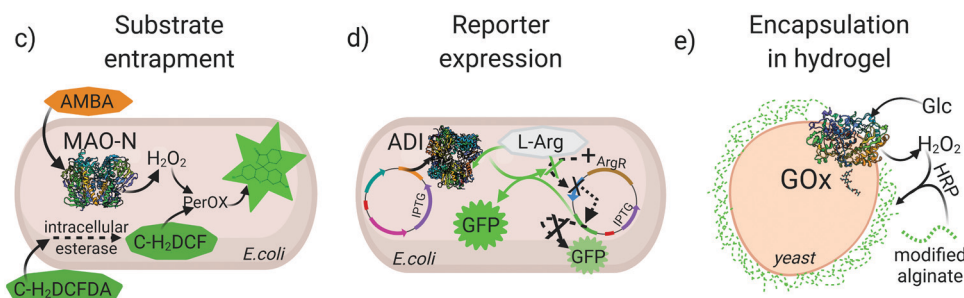 c)
Substrate
entrapment
AMBA
MAO-N
H₂O₂
PerOX
intracellular
esterase
C-H₂DCF
C-H₂DCFDA
E.coli
d)
Reporter
expression
ADI
L-Arg
+
ArgR
IPTG
IPTG
GFP
X
X
GFP
E.coli
e)
Encapsulation
in hydrogel
Glc
H₂O₂
GOx
HRP
yeast
modified
alginate